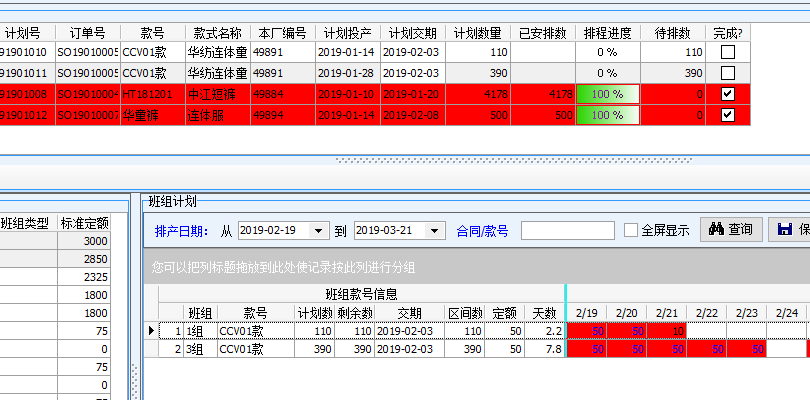 计划号 订单号 款号 款式名称 本厂编号 计划投产 计划交期 计划数量 已安排数 排程进度 待排数 完成?
91901010 SO19010005 CCV01款 华纺连体童 49891 2019-01-14 2019-02-03 110 0 % 110
91901011 SO19010005 CCV01款 华纺连体童 49891 2019-01-28 2019-02-03 390 0 % 390
91901008 SO19010004 HT181201 中江短裤 49884 2019-01-10 2019-01-20 4178 4178 100 % 0
91901012 SO19010007 华童裤 连体服 49894 2019-01-14 2019-02-08 500 500 100 % 0
班组类型 标准定额
3000
2850
2325
1800
1800
75
0
75
0
班组计划
排产日期: 从 2019-02-19 到 2019-03-21 合同/款号 全屏显示 查询 保
您可以把列标题拖放到此处使记录按此列进行分组
班组款号信息
班组 款号 计划数 剩余数 交期 区间数 定额 天数 2/19 2/20 2/21 2/22 2/23 2/24
1 1组 CCV01款 110 110 2019-02-03 110 50 2.2 50 50 10
2 3组 CCV01款 390 390 2019-02-03 390 50 7.8 50 50 50 50 50